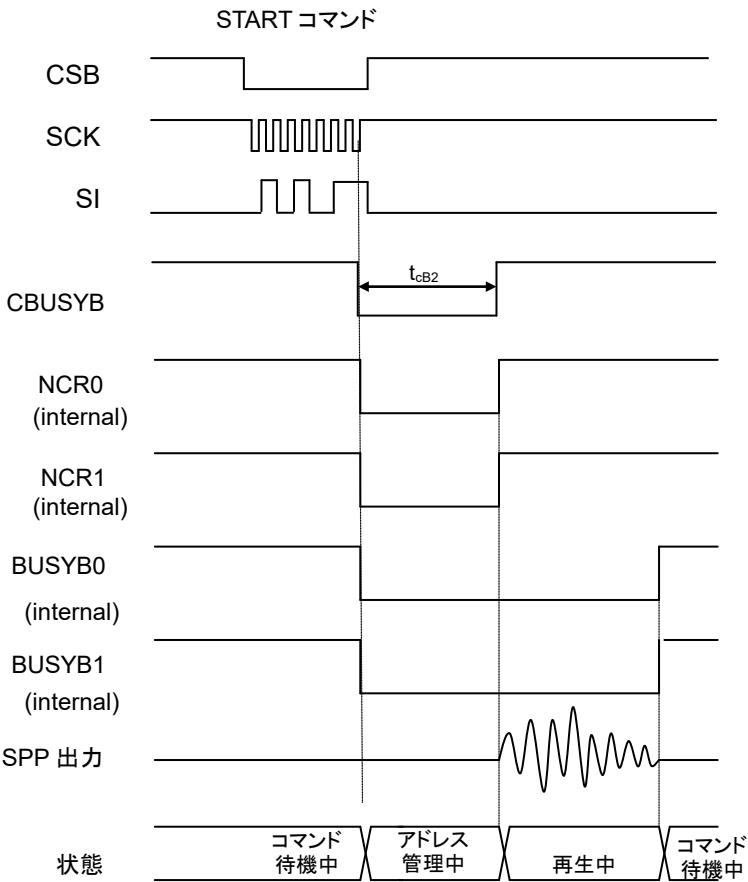 START コマンド
CSB
SCK
SI
tcB2
CBUSYB
NCR0
(internal)
NCR1
(internal)
BUSYB0
(internal)
BUSYB1
(internal)
SPP 出力
状態
コマンド
待機中
アドレス
管理中
再生中
コマンド
待機中